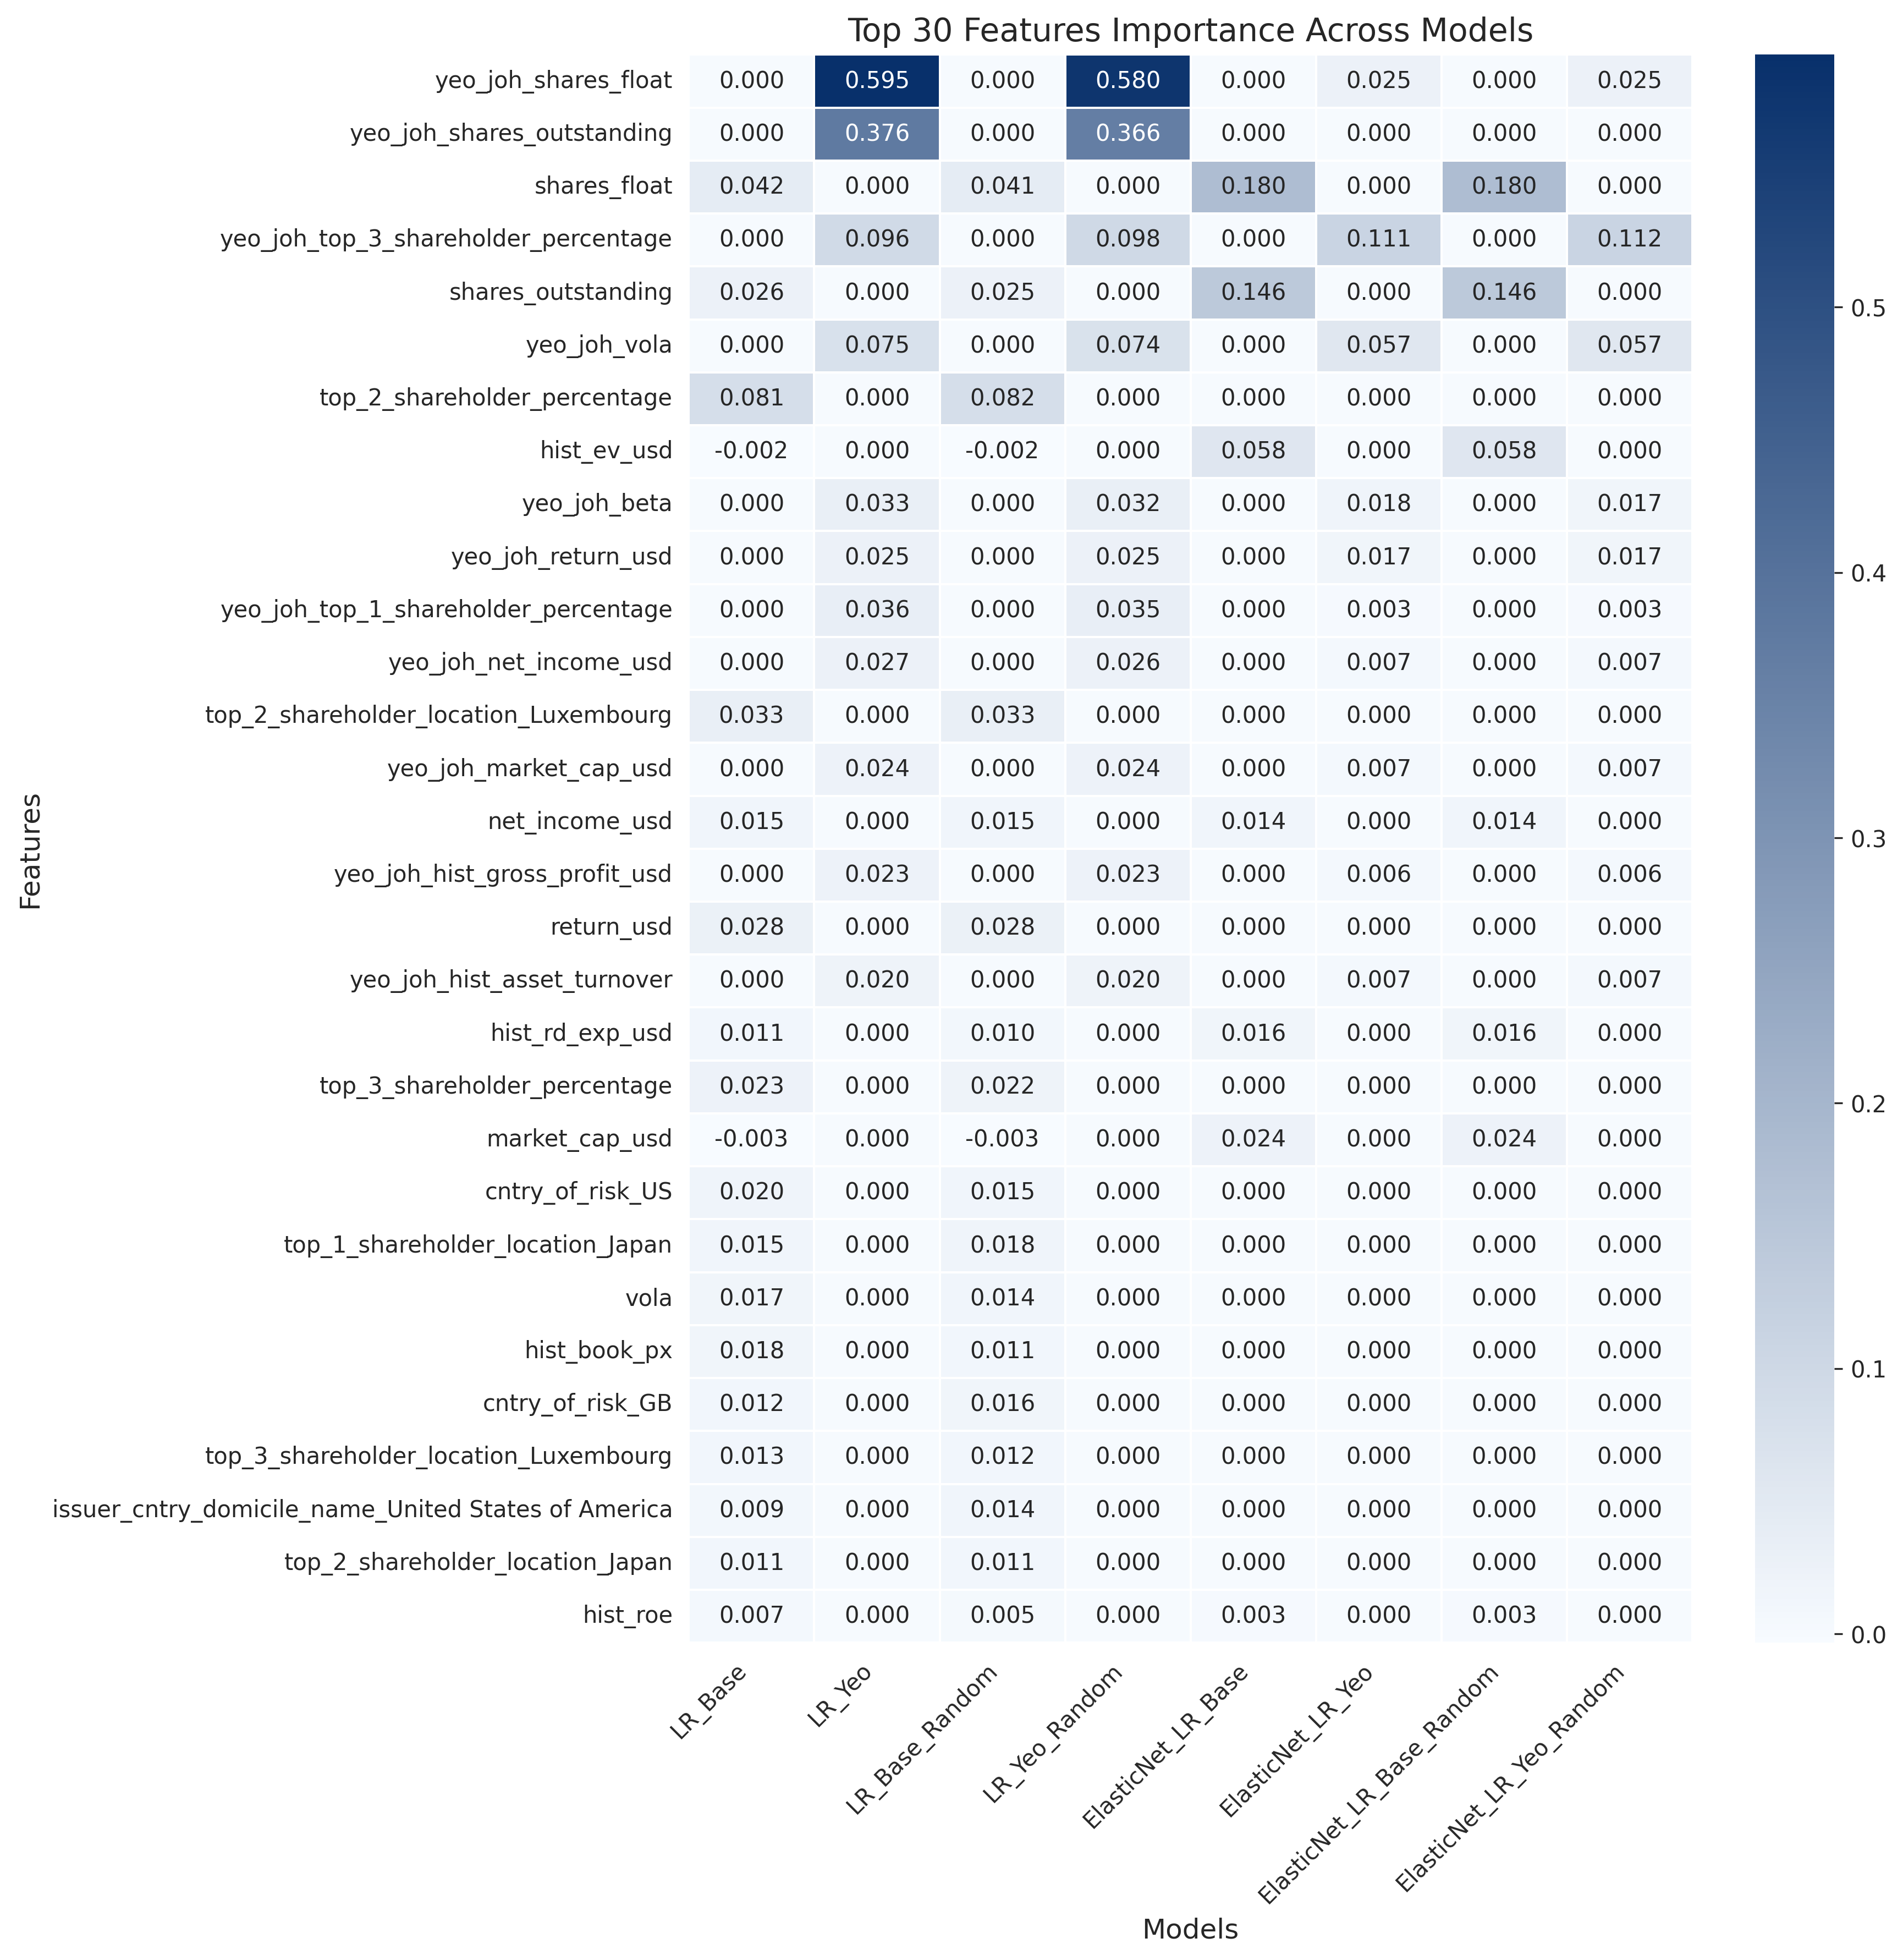 Top 30 Features Importance Across Models
yeo_joh_shares_float 0.000 0.595 0.000 0.580 0.000 0.025 0.000 0.025
yeo_joh_shares_outstanding 0.000 0.376 0.000 0.366 0.000 0.000 0.000 0.000
shares_float 0.042 0.000 0.041 0.000 0.180 0.000 0.180 0.000
yeo_joh_top_3_shareholder_percentage 0.000 0.096 0.000 0.098 0.000 0.111 0.000 0.112
shares_outstanding 0.026 0.000 0.025 0.000 0.146 0.000 0.146 0.000
yeo_joh_vola 0.000 0.075 0.000 0.074 0.000 0.057 0.000 0.057
top_2_shareholder_percentage 0.081 0.000 0.082 0.000 0.000 0.000 0.000 0.000
hist_ev_usd -0.002 0.000 -0.002 0.000 0.058 0.000 0.058 0.000
yeo_joh_beta 0.000 0.033 0.000 0.032 0.000 0.018 0.000 0.017
yeo_joh_return_usd 0.000 0.025 0.000 0.025 0.000 0.017 0.000 0.017
yeo_joh_top_1_shareholder_percentage 0.000 0.036 0.000 0.035 0.000 0.003 0.000 0.003
yeo_joh_net_income_usd 0.000 0.027 0.000 0.026 0.000 0.007 0.000 0.007
top_2_shareholder_location_Luxembourg 0.033 0.000 0.033 0.000 0.000 0.000 0.000 0.000
yeo_joh_market_cap_usd 0.000 0.024 0.000 0.024 0.000 0.007 0.000 0.007
net_income_usd 0.015 0.000 0.015 0.000 0.014 0.000 0.014 0.000
yeo_joh_hist_gross_profit_usd 0.000 0.023 0.000 0.023 0.000 0.006 0.000 0.006
return_usd 0.028 0.000 0.028 0.000 0.000 0.000 0.000 0.000
yeo_joh_hist_asset_turnover 0.000 0.020 0.000 0.020 0.000 0.007 0.000 0.007
hist_rd_exp_usd 0.011 0.000 0.010 0.000 0.016 0.000 0.016 0.000
top_3_shareholder_percentage 0.023 0.000 0.022 0.000 0.000 0.000 0.000 0.000
market_cap_usd -0.003 0.000 -0.003 0.000 0.024 0.000 0.024 0.000
cntry_of_risk_US 0.020 0.000 0.015 0.000 0.000 0.000 0.000 0.000
top_1_shareholder_location_Japan 0.015 0.000 0.018 0.000 0.000 0.000 0.000 0.000
vola 0.017 0.000 0.014 0.000 0.000 0.000 0.000 0.000
hist_book_px 0.018 0.000 0.011 0.000 0.000 0.000 0.000 0.000
cntry_of_risk_GB 0.012 0.000 0.016 0.000 0.000 0.000 0.000 0.000
top_3_shareholder_location_Luxembourg 0.013 0.000 0.012 0.000 0.000 0.000 0.000 0.000
issuer_cntry_domicile_name_United States of America 0.009 0.000 0.014 0.000 0.000 0.000 0.000 0.000
top_2_shareholder_location_Japan 0.011 0.000 0.011 0.000 0.000 0.000 0.000 0.000
hist_roe 0.007 0.000 0.005 0.000 0.003 0.000 0.003 0.000
Features
LR_Base
LR_Yeo
LR_Base_Random
LR_Yeo_Random
ElasticNet_LR_Base
ElasticNet_LR_Yeo
ElasticNet_LR_Base_Random
ElasticNet_LR_Yeo_Random
Models
0.5
0.4
0.3
0.2
0.1
0.0